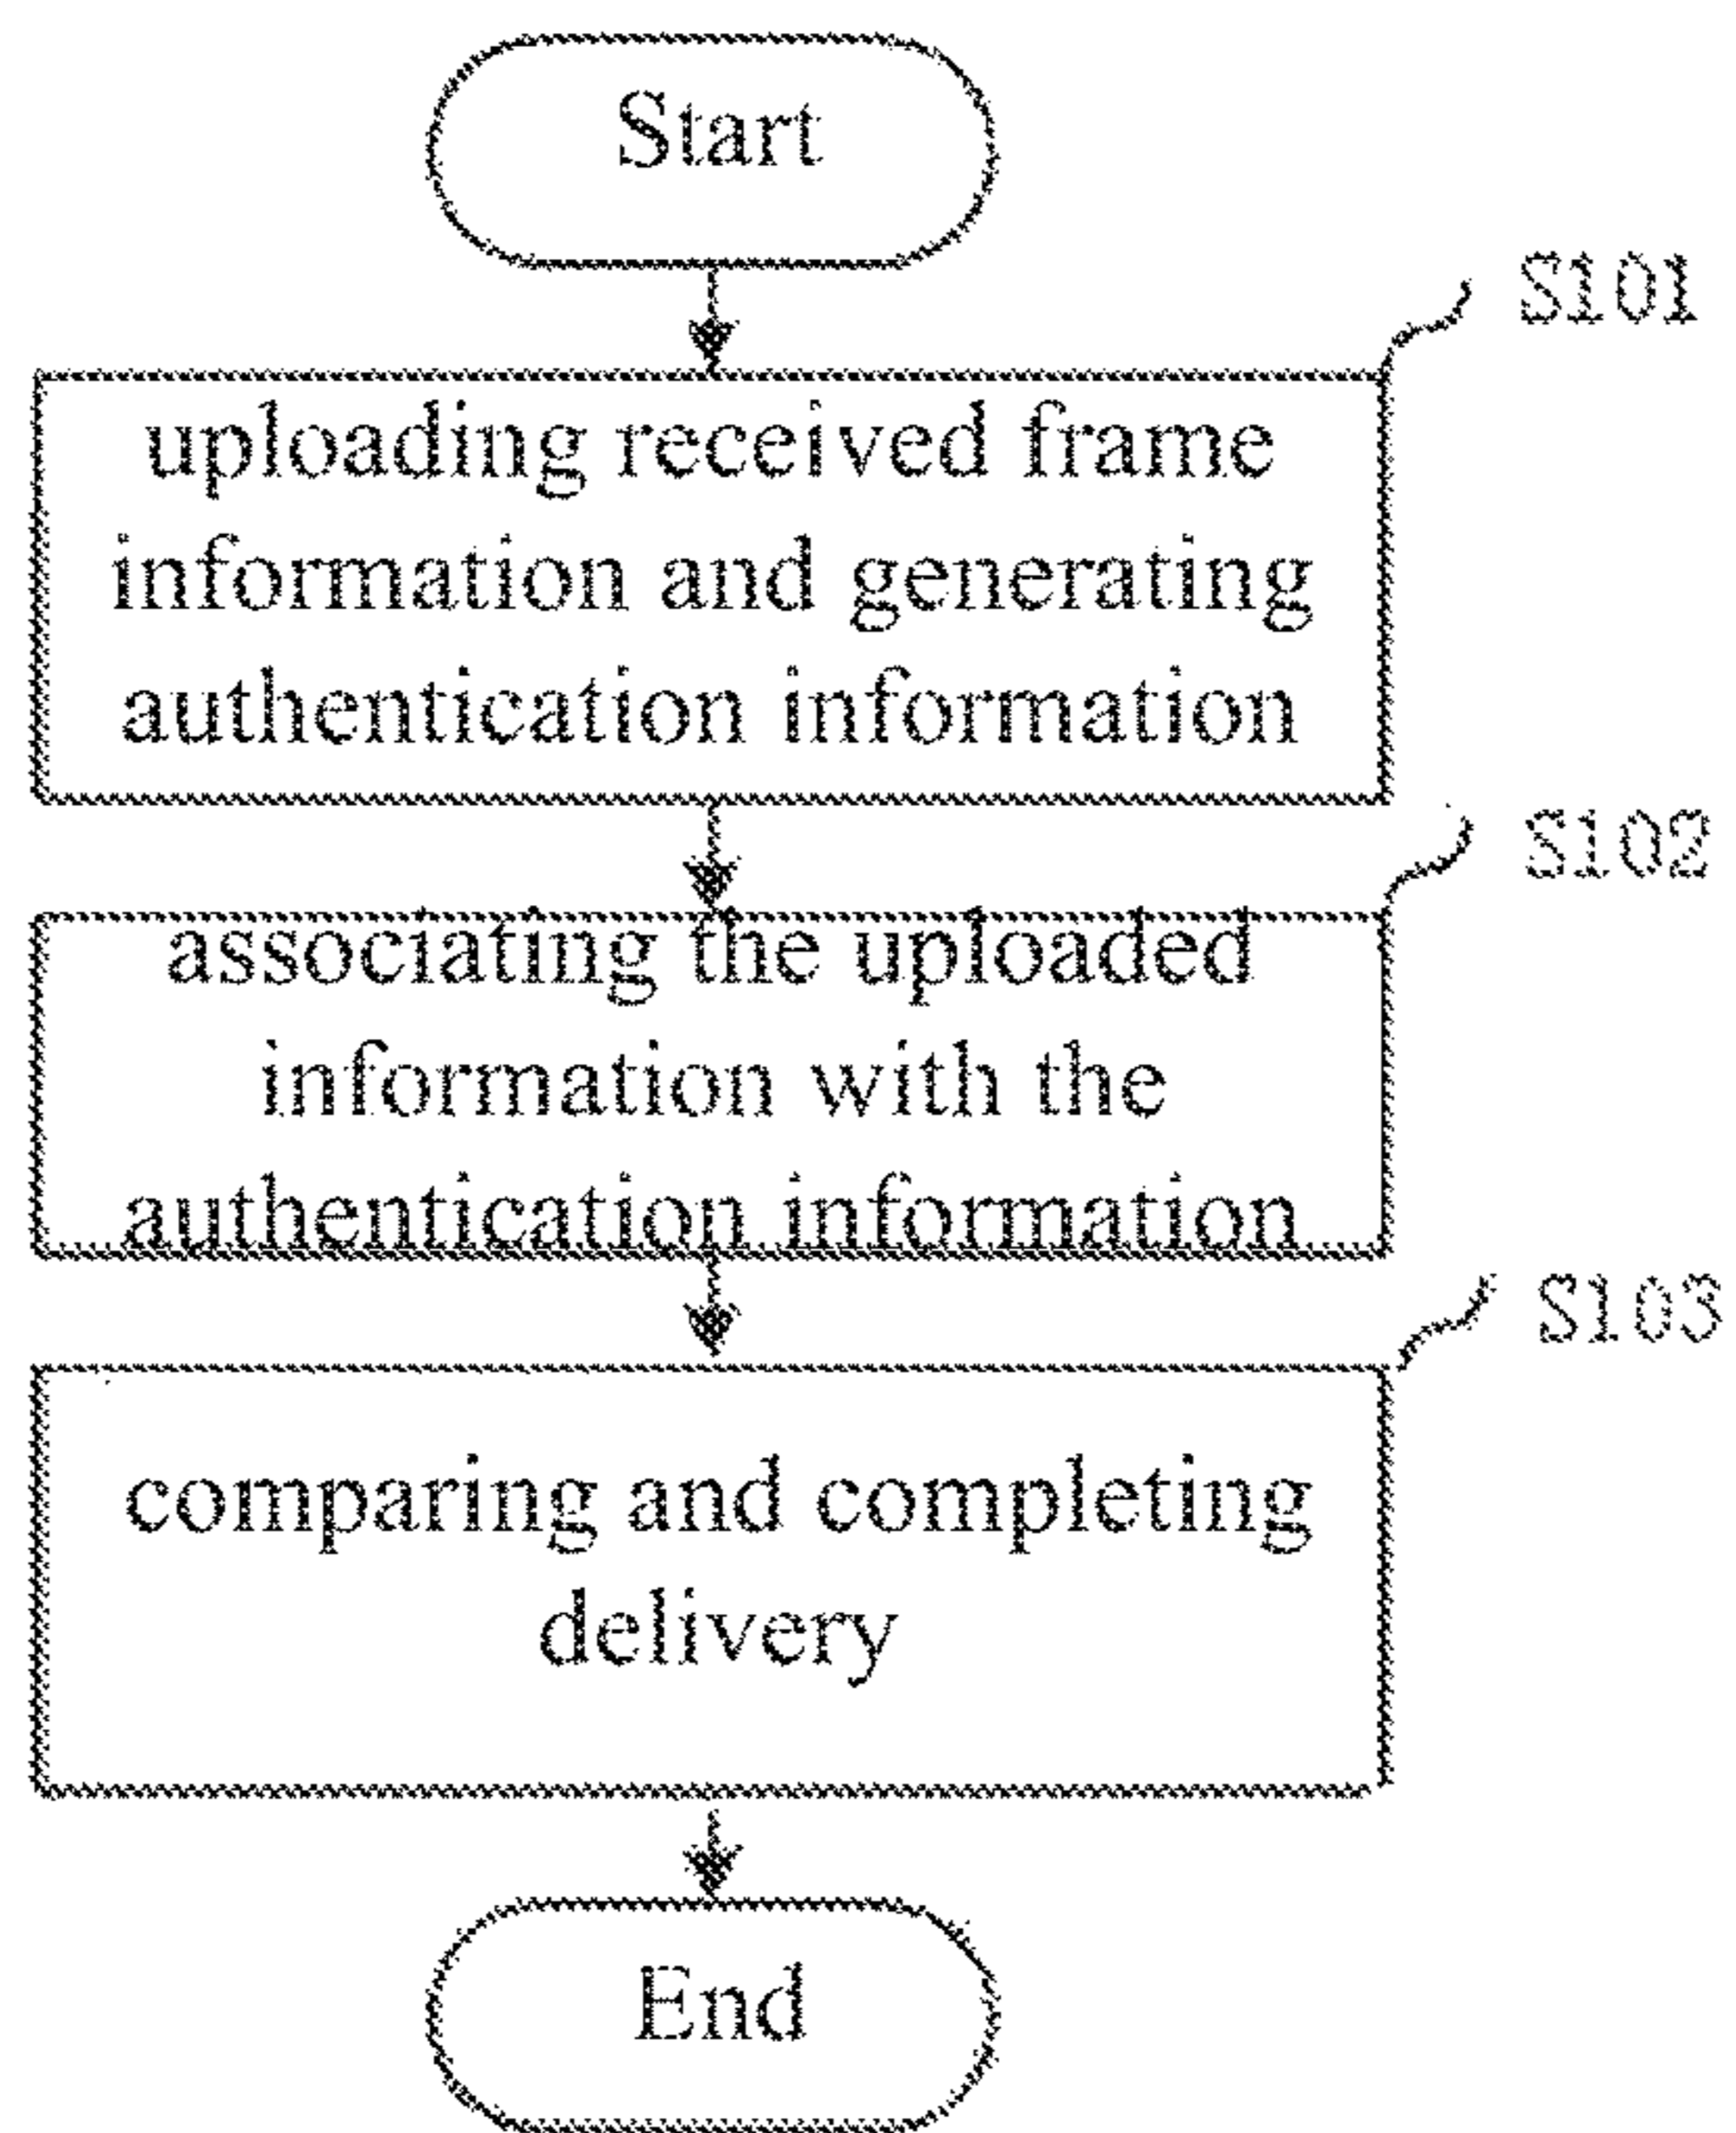 Start
S101
uploading received frame
information and generating
authentication information
S102
associating the uploaded
information with the
authentication information
S103
comparing and completing
delivery
End